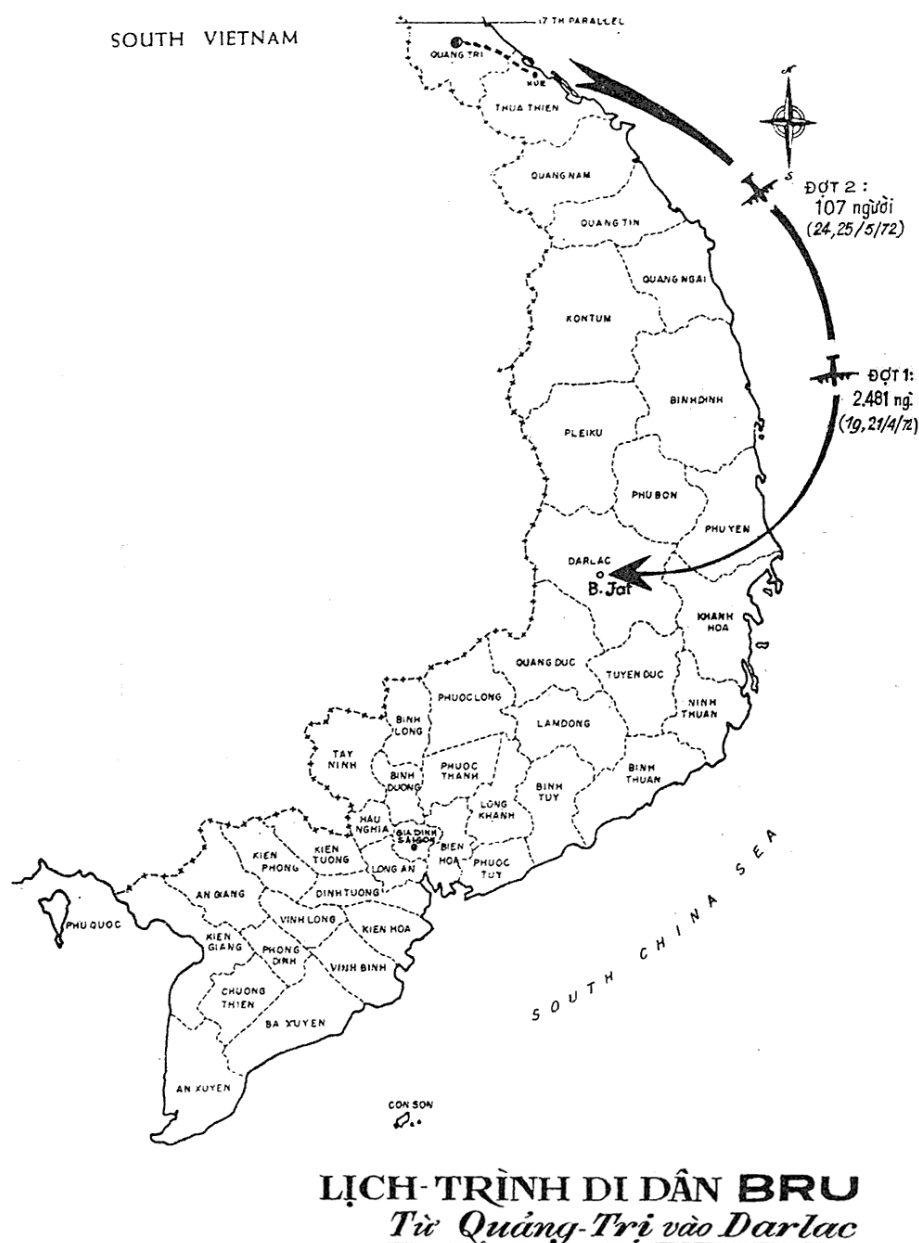 SOUTH VIETNAM
17 TH PARALLEL
QUANG TRI
HUE
THUA THIEN
N
S
QUANG NAM
QUANG TIN
QUANG NGAI
KONTUM
BINH DINH
PLEIKU
PHU BON
PHU YEN
DARLAC
B. Jat
KHANH
HOA
QUANG DUC
TUYEN DUC
PHUOC LONG
BINH
LONG
LAM DONG
NINH
THUAN
TAY
NINH
BINH
DUONG
PHUOC
THANH
BINH
TUY
BINH
THUAN
LONG
KHANH
HAU
NGHIA
GIA DINH
SAIGON
BIEN
HOA
PHUOC
TUY
KIEN
PHONG
KIEN
TUONG
LONG AN
AN GIANG
DINH TUONG
PHU QUOC
VINH LONG
KIEN HOA
KIEN
GIANG
PHONG
DINH
VINH BINH
CHUONG
THIEN
BA XUYEN
AN XUYEN
CON SON
SOUTH CHINA SEA
ĐỢT 2 :
107 người
(24,25/5/72)
ĐỢT 1:
2.481 ng.
(19,21/4/72)
LỊCH-TRÌNH DI DÂN BRU
Từ Quảng-Trị vào Darlac